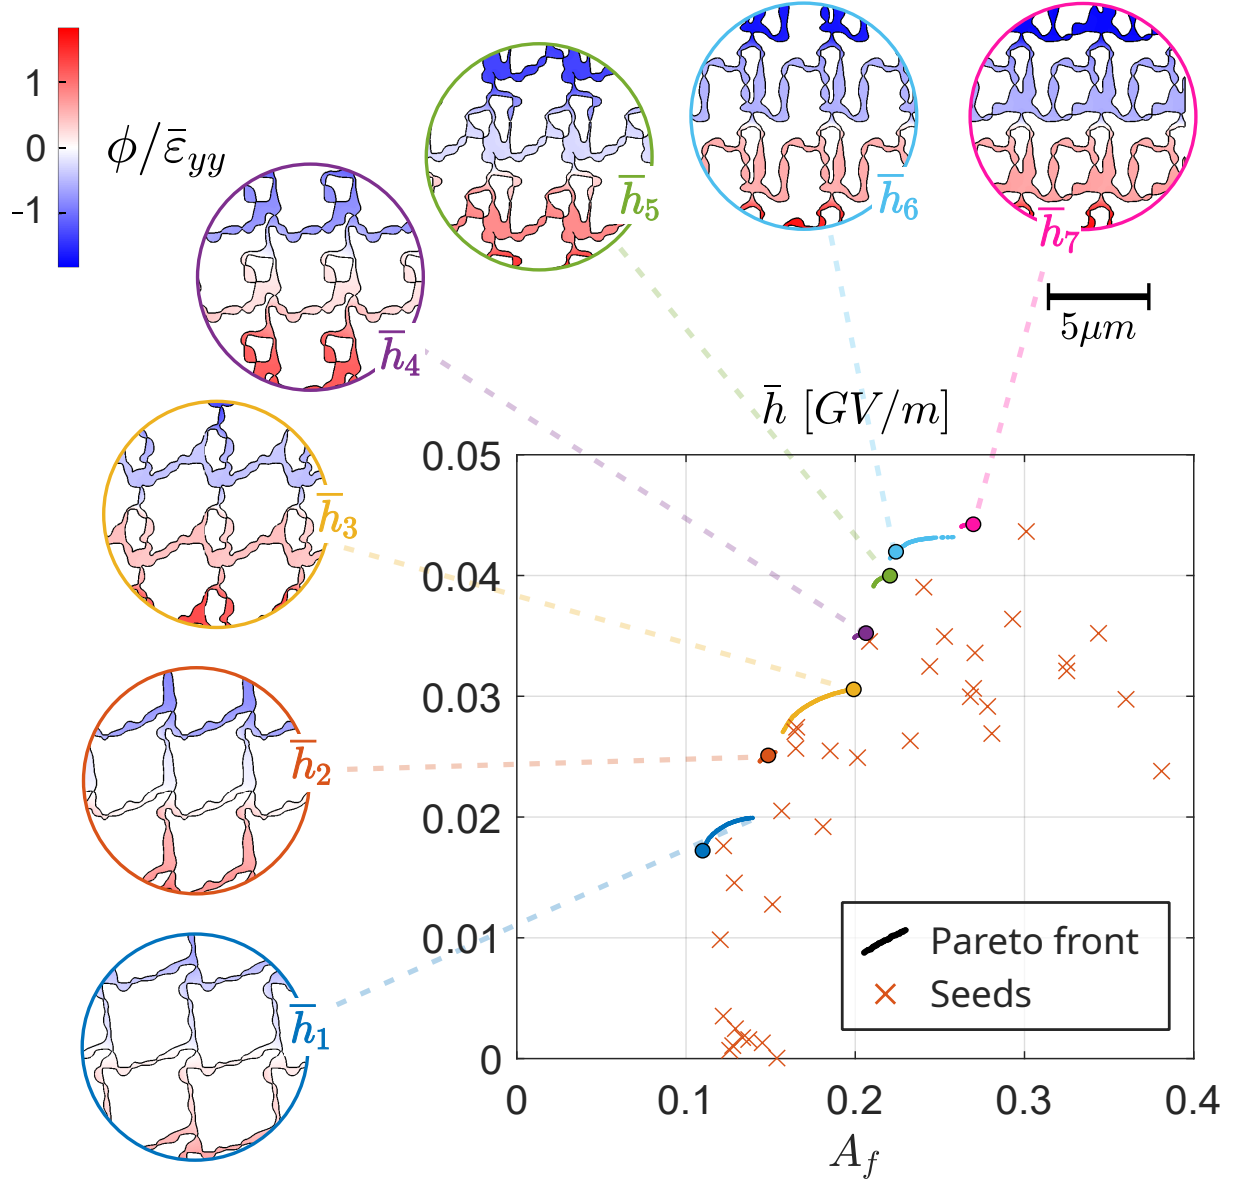 1
0
-1
ϕ/ε̄yy
h̄5
h̄6
h̄7
5μm
h̄4
h̄ [GV/m]
h̄3
h̄2
h̄1
0.05
0.04
0.03
0.02
0.01
0
Pareto front
Seeds
0 0.1 0.2 0.3 0.4
Af